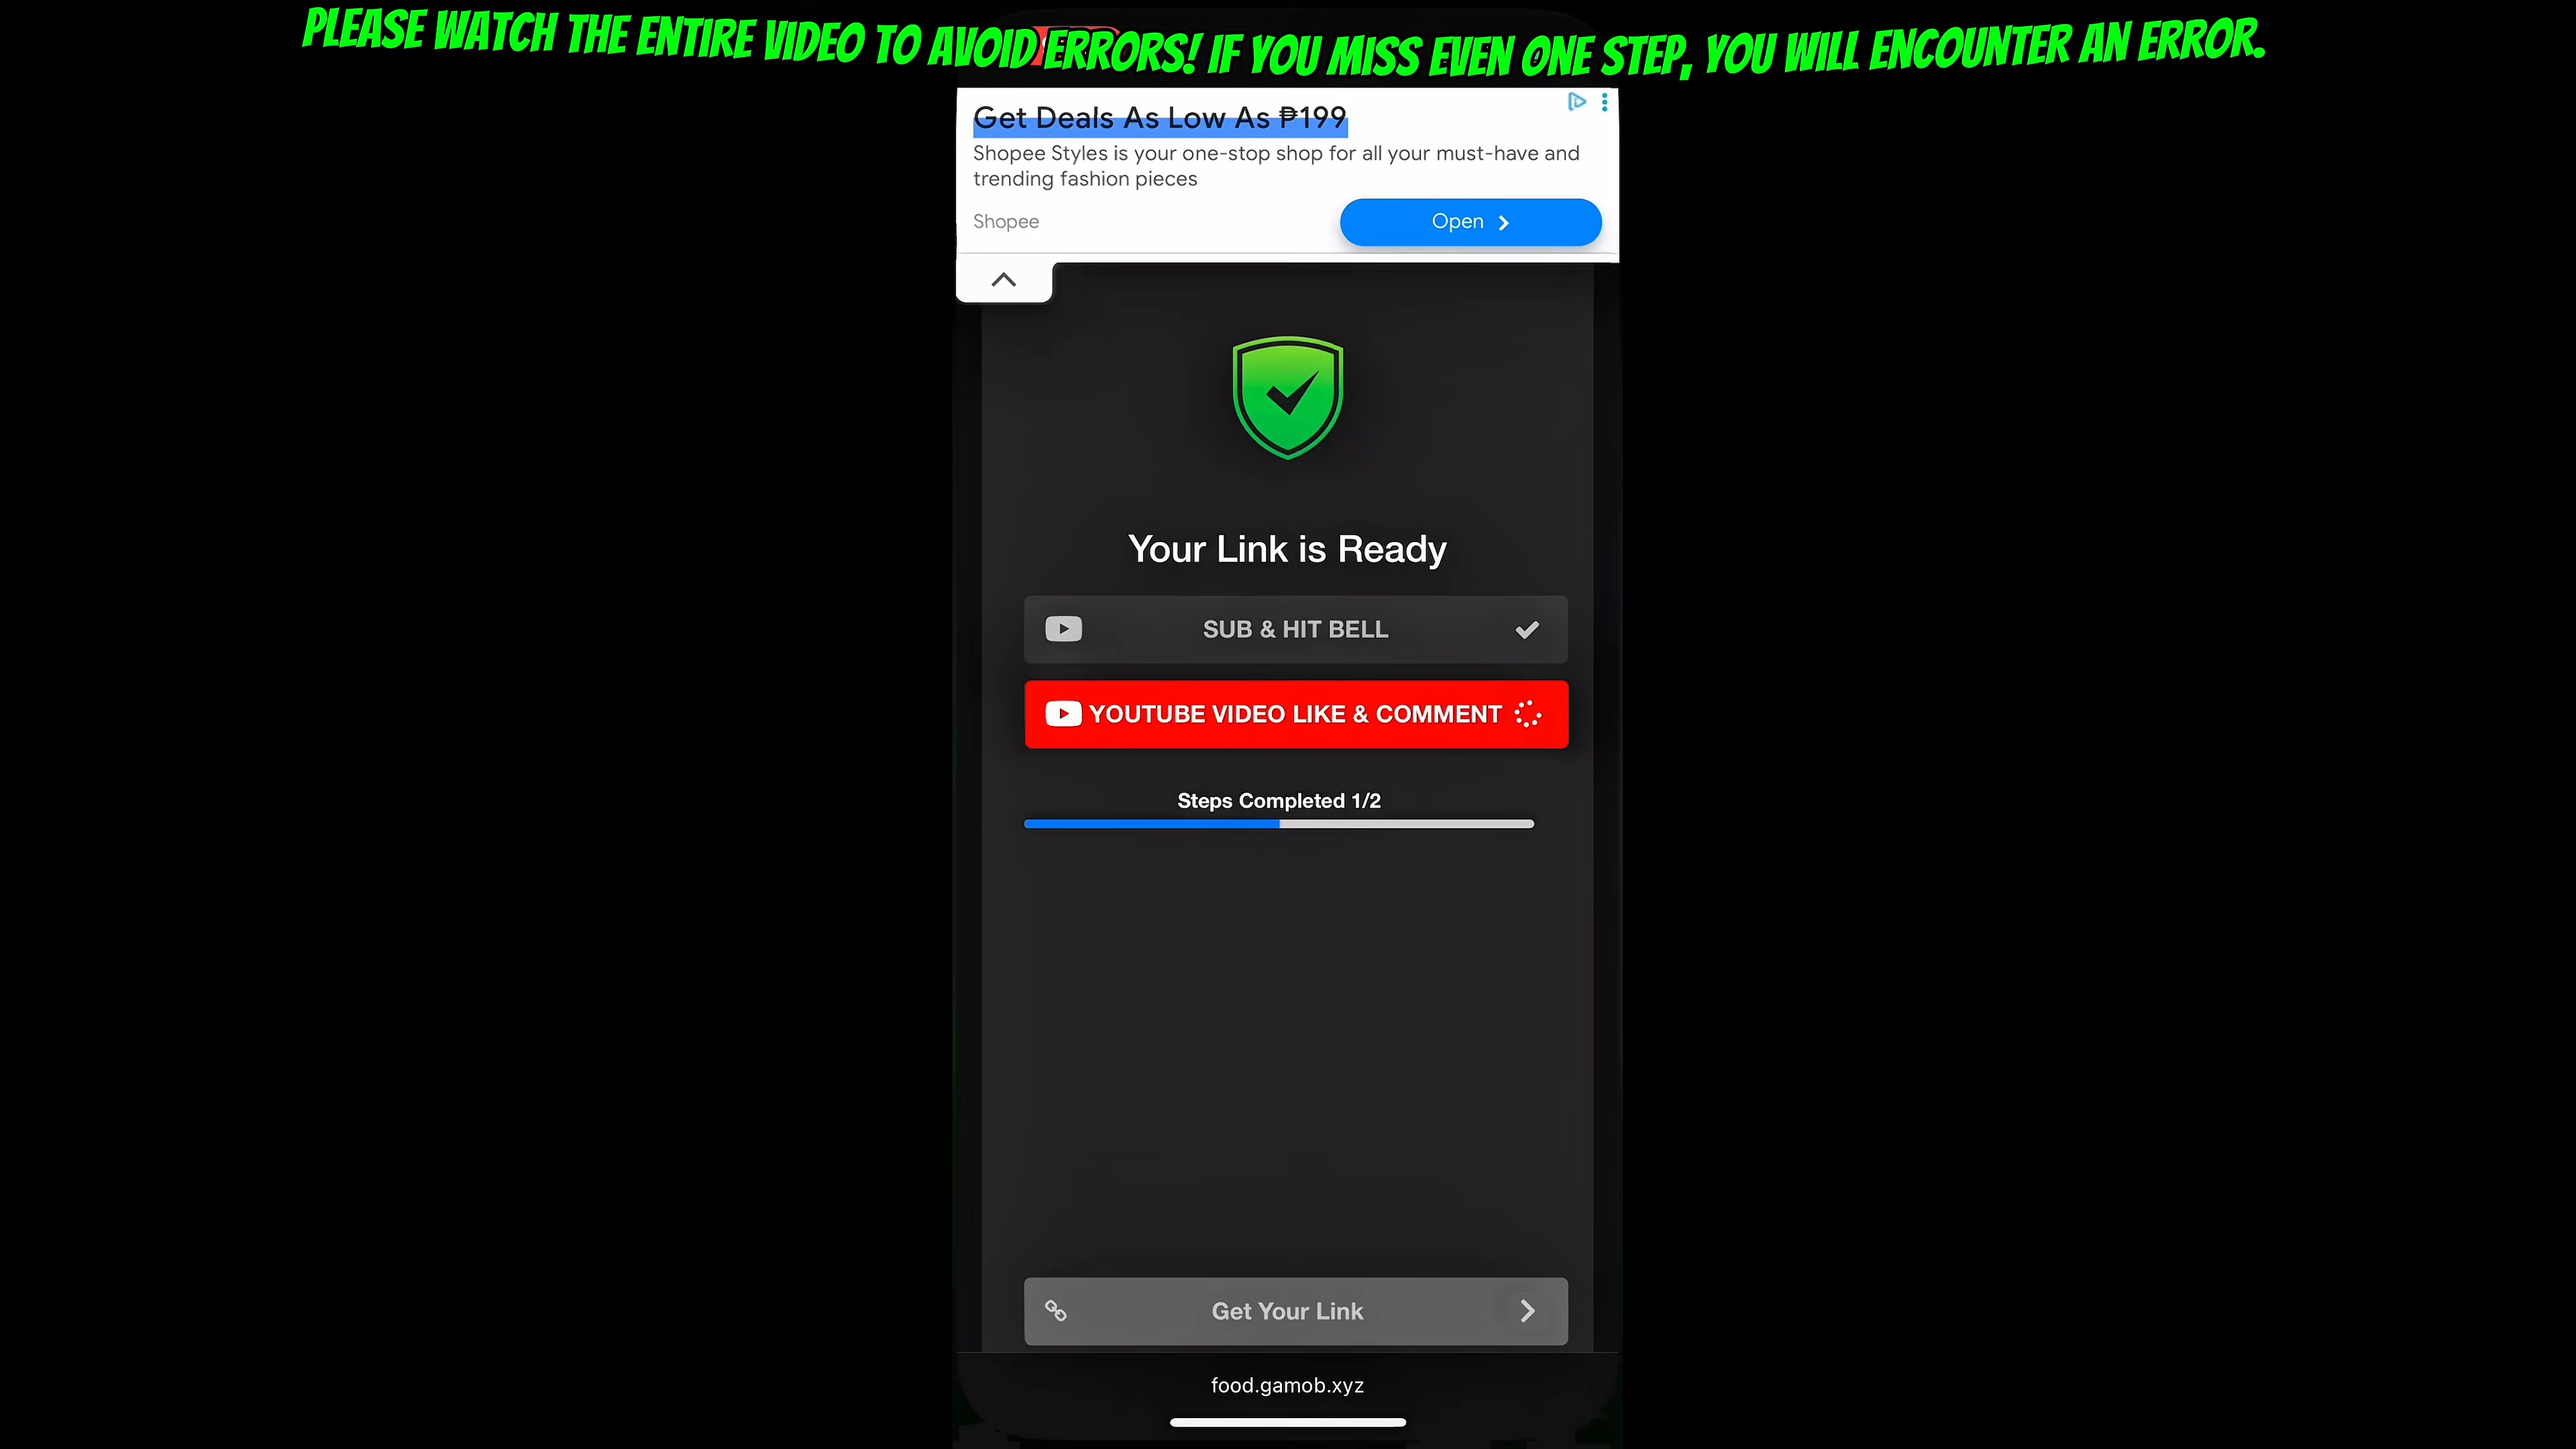 PLEASE WATCH THE ENTIRE VIDEO TO AVOID ERRORS! IF YOU MISS EVEN ONE STEP, YOU WILL ENCOUNTER AN ERROR.
Get Deals As Low As ₱199
Shopee Styles is your one-stop shop for all your must-have and
trending fashion pieces
Shopee
Open
Your Link is Ready
SUB & HIT BELL
YOUTUBE VIDEO LIKE & COMMENT
Steps Completed 1/2
Get Your Link
food.gamob.xyz